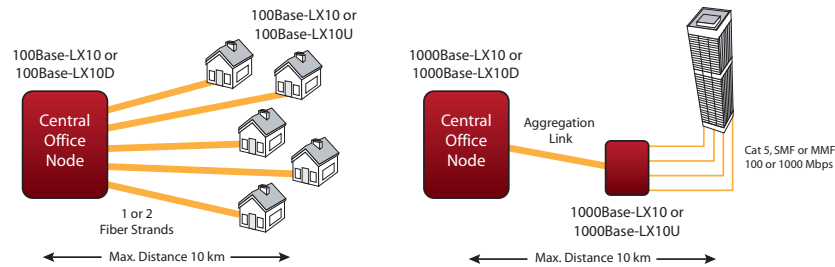 100Base-LX10 or
100Base-LX10U
100Base-LX10 or
100Base-LX10D
Central
Office
Node
1 or 2
Fiber Strands
Max. Distance 10 km
1000Base-LX10 or
1000Base-LX10D
Central
Office
Node
Aggregation
Link
Cat 5, SMF or MMF
100 or 1000 Mbps
1000Base-LX10 or
1000Base-LX10U
Max. Distance 10 km